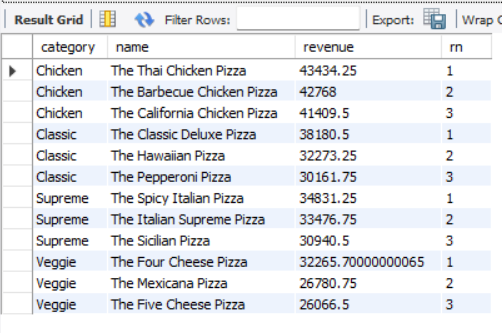 Result Grid Filter Rows: Export: Wrap C
category name revenue rn
Chicken The Thai Chicken Pizza 43434.25 1
Chicken The Barbecue Chicken Pizza 42768 2
Chicken The California Chicken Pizza 41409.5 3
Classic The Classic Deluxe Pizza 38180.5 1
Classic The Hawaiian Pizza 32273.25 2
Classic The Pepperoni Pizza 30161.75 3
Supreme The Spicy Italian Pizza 34831.25 1
Supreme The Italian Supreme Pizza 33476.75 2
Supreme The Sicilian Pizza 30940.5 3
Veggie The Four Cheese Pizza 32265.70000000065 1
Veggie The Mexicana Pizza 26780.75 2
Veggie The Five Cheese Pizza 26066.5 3